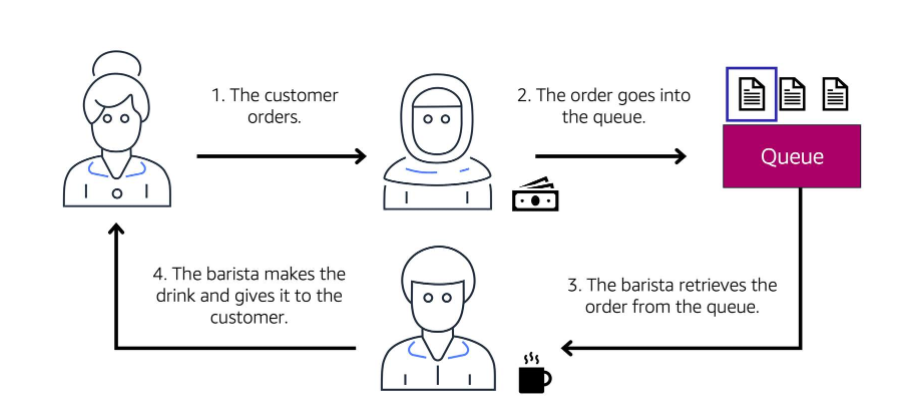 1. The customer
orders.
2. The order goes into
the queue.
Queue
3. The barista retrieves the
order from the queue.
4. The barista makes the
drink and gives it to the
customer.